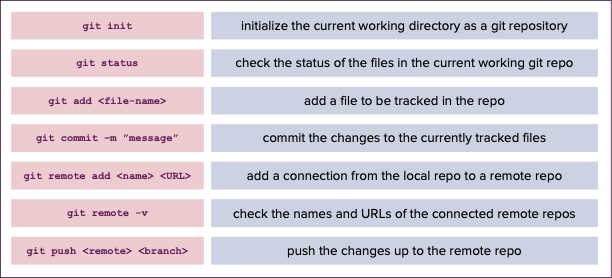 git init initialize the current working directory as a git repository
git status check the status of the files in the current working git repo
git add <file-name> add a file to be tracked in the repo
git commit –m “message” commit the changes to the currently tracked files
git remote add <name> <URL> add a connection from the local repo to a remote repo
git remote –v check the names and URLs of the connected remote repos
git push <remote> <branch> push the changes up to the remote repo